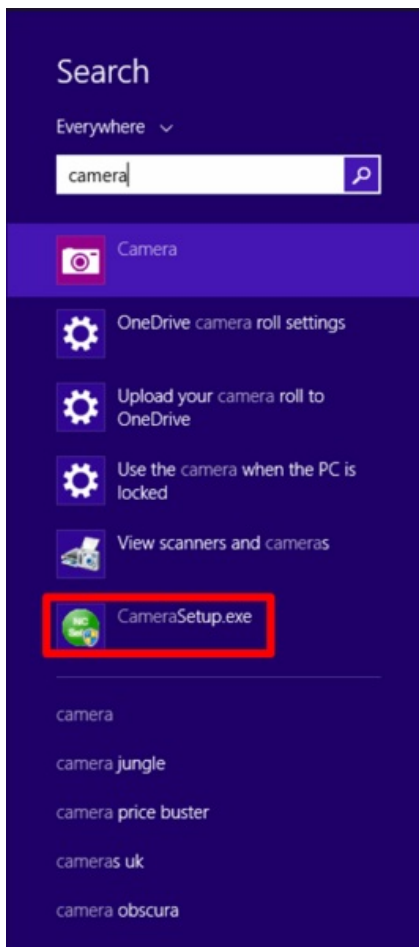 Search
Everywhere
camera
Camera
OneDrive camera roll settings
Upload your camera roll to
OneDrive
Use the camera when the PC is
locked
View scanners and cameras
NC
Setup
CameraSetup.exe
camera
camera jungle
camera price buster
cameras uk
camera obscura